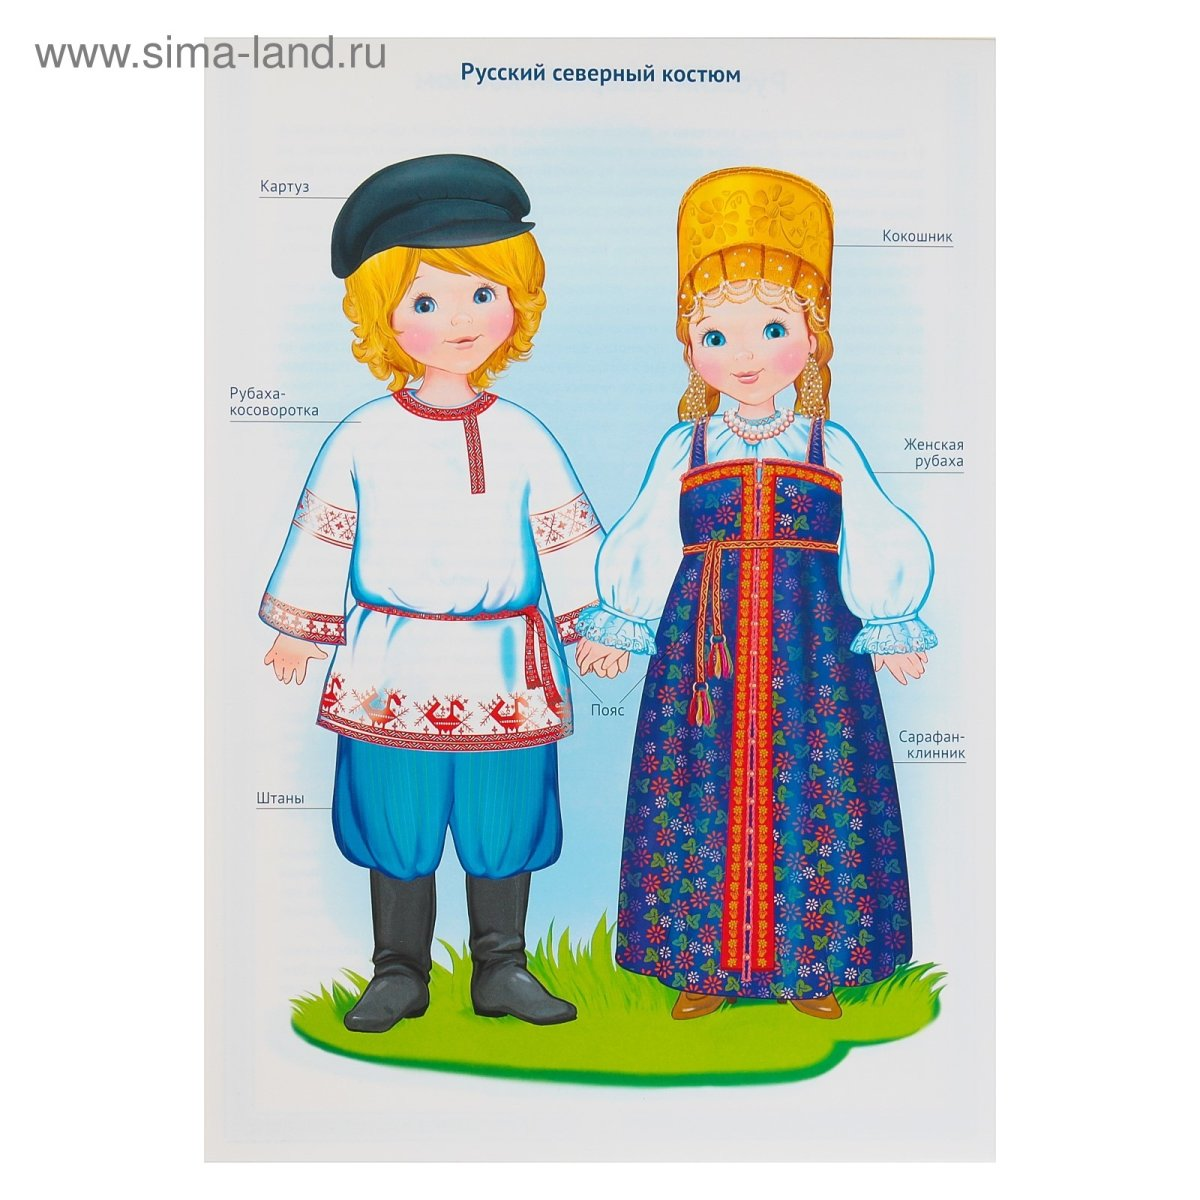 www.sima-land.ru
Русский северный костюм
Картуз
Кокошник
Рубаха-
косоворотка
Женская
рубаха
Пояс
Сарафан-
клинник
Штаны